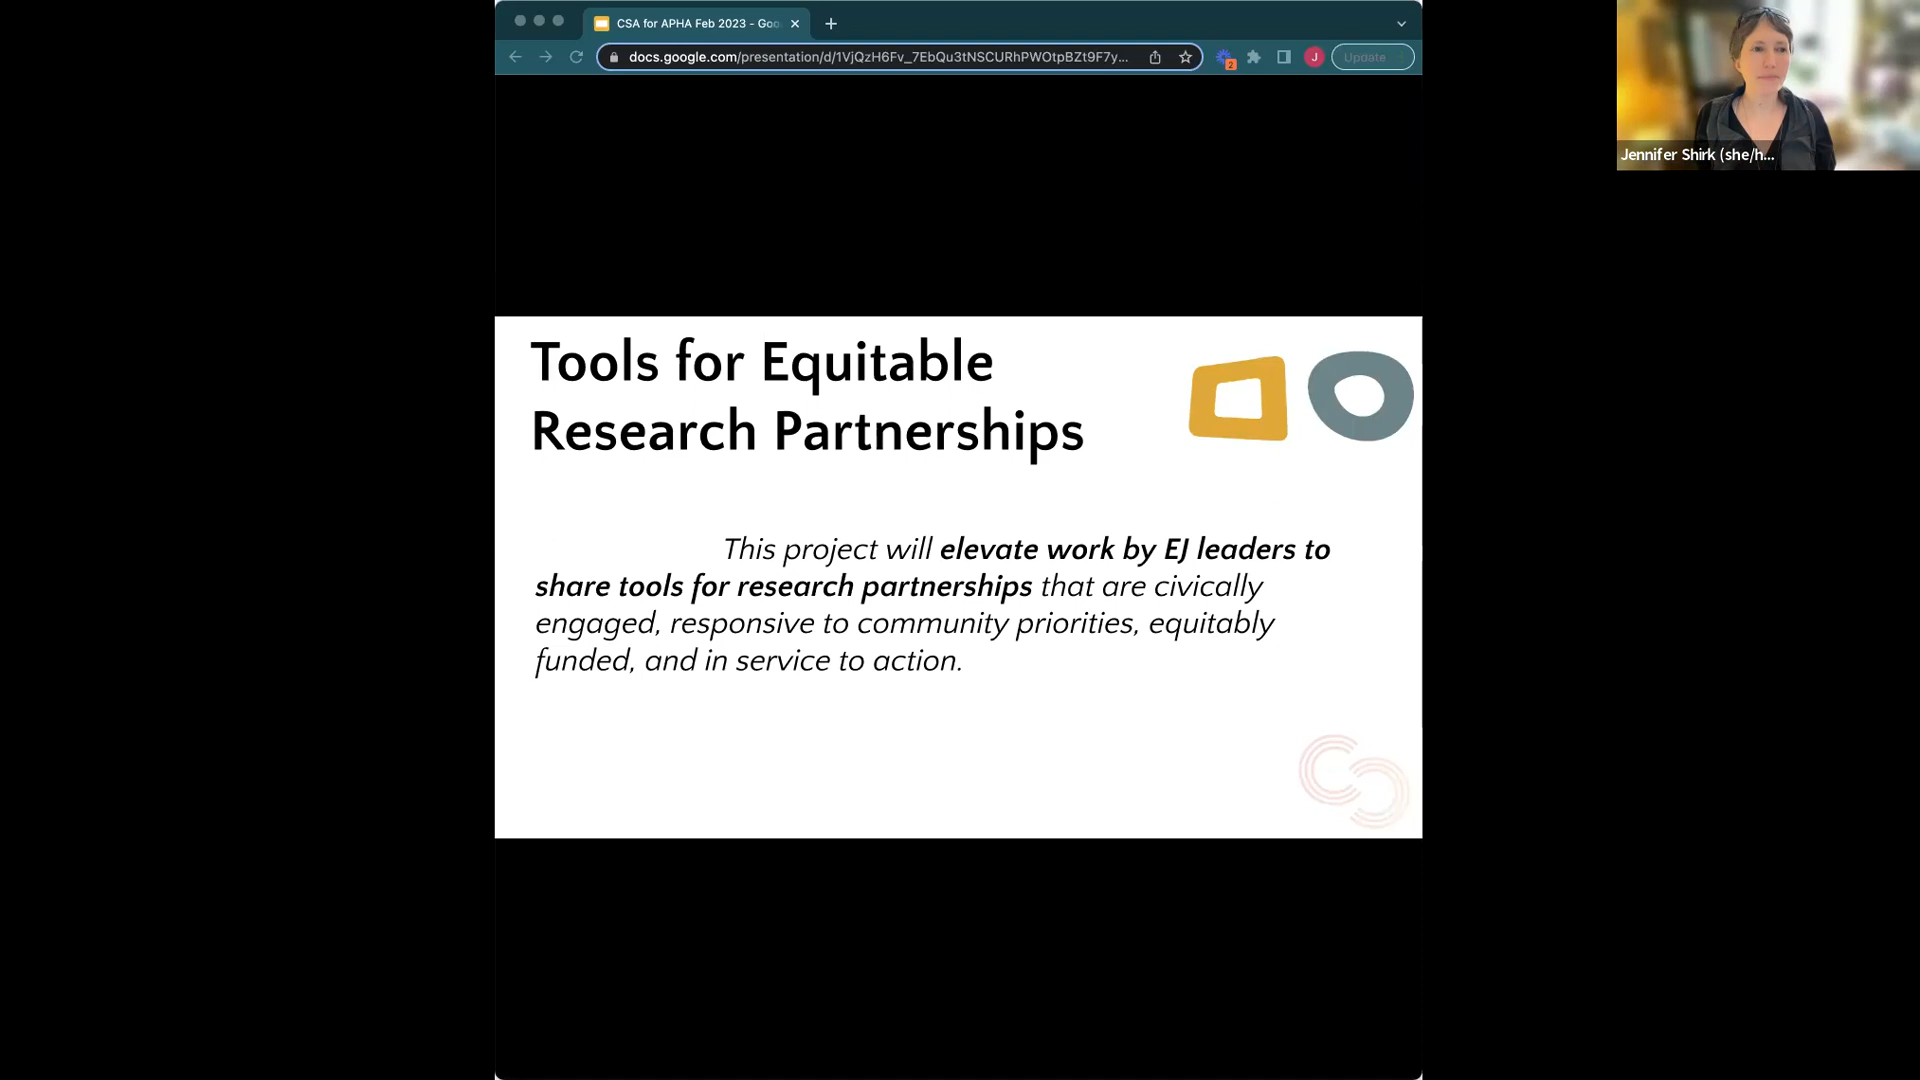 CSA for APHA Feb 2023 - Goo
docs.google.com/presentation/d/1VjQzH6Fv_7EbQu3tNSCURhPWOtpBZt9F7y...
2
J
Update
Jennifer Shirk (she/h...
Tools for Equitable
Research Partnerships
This project will elevate work by EJ leaders to
share tools for research partnerships that are civically
engaged, responsive to community priorities, equitably
funded, and in service to action.